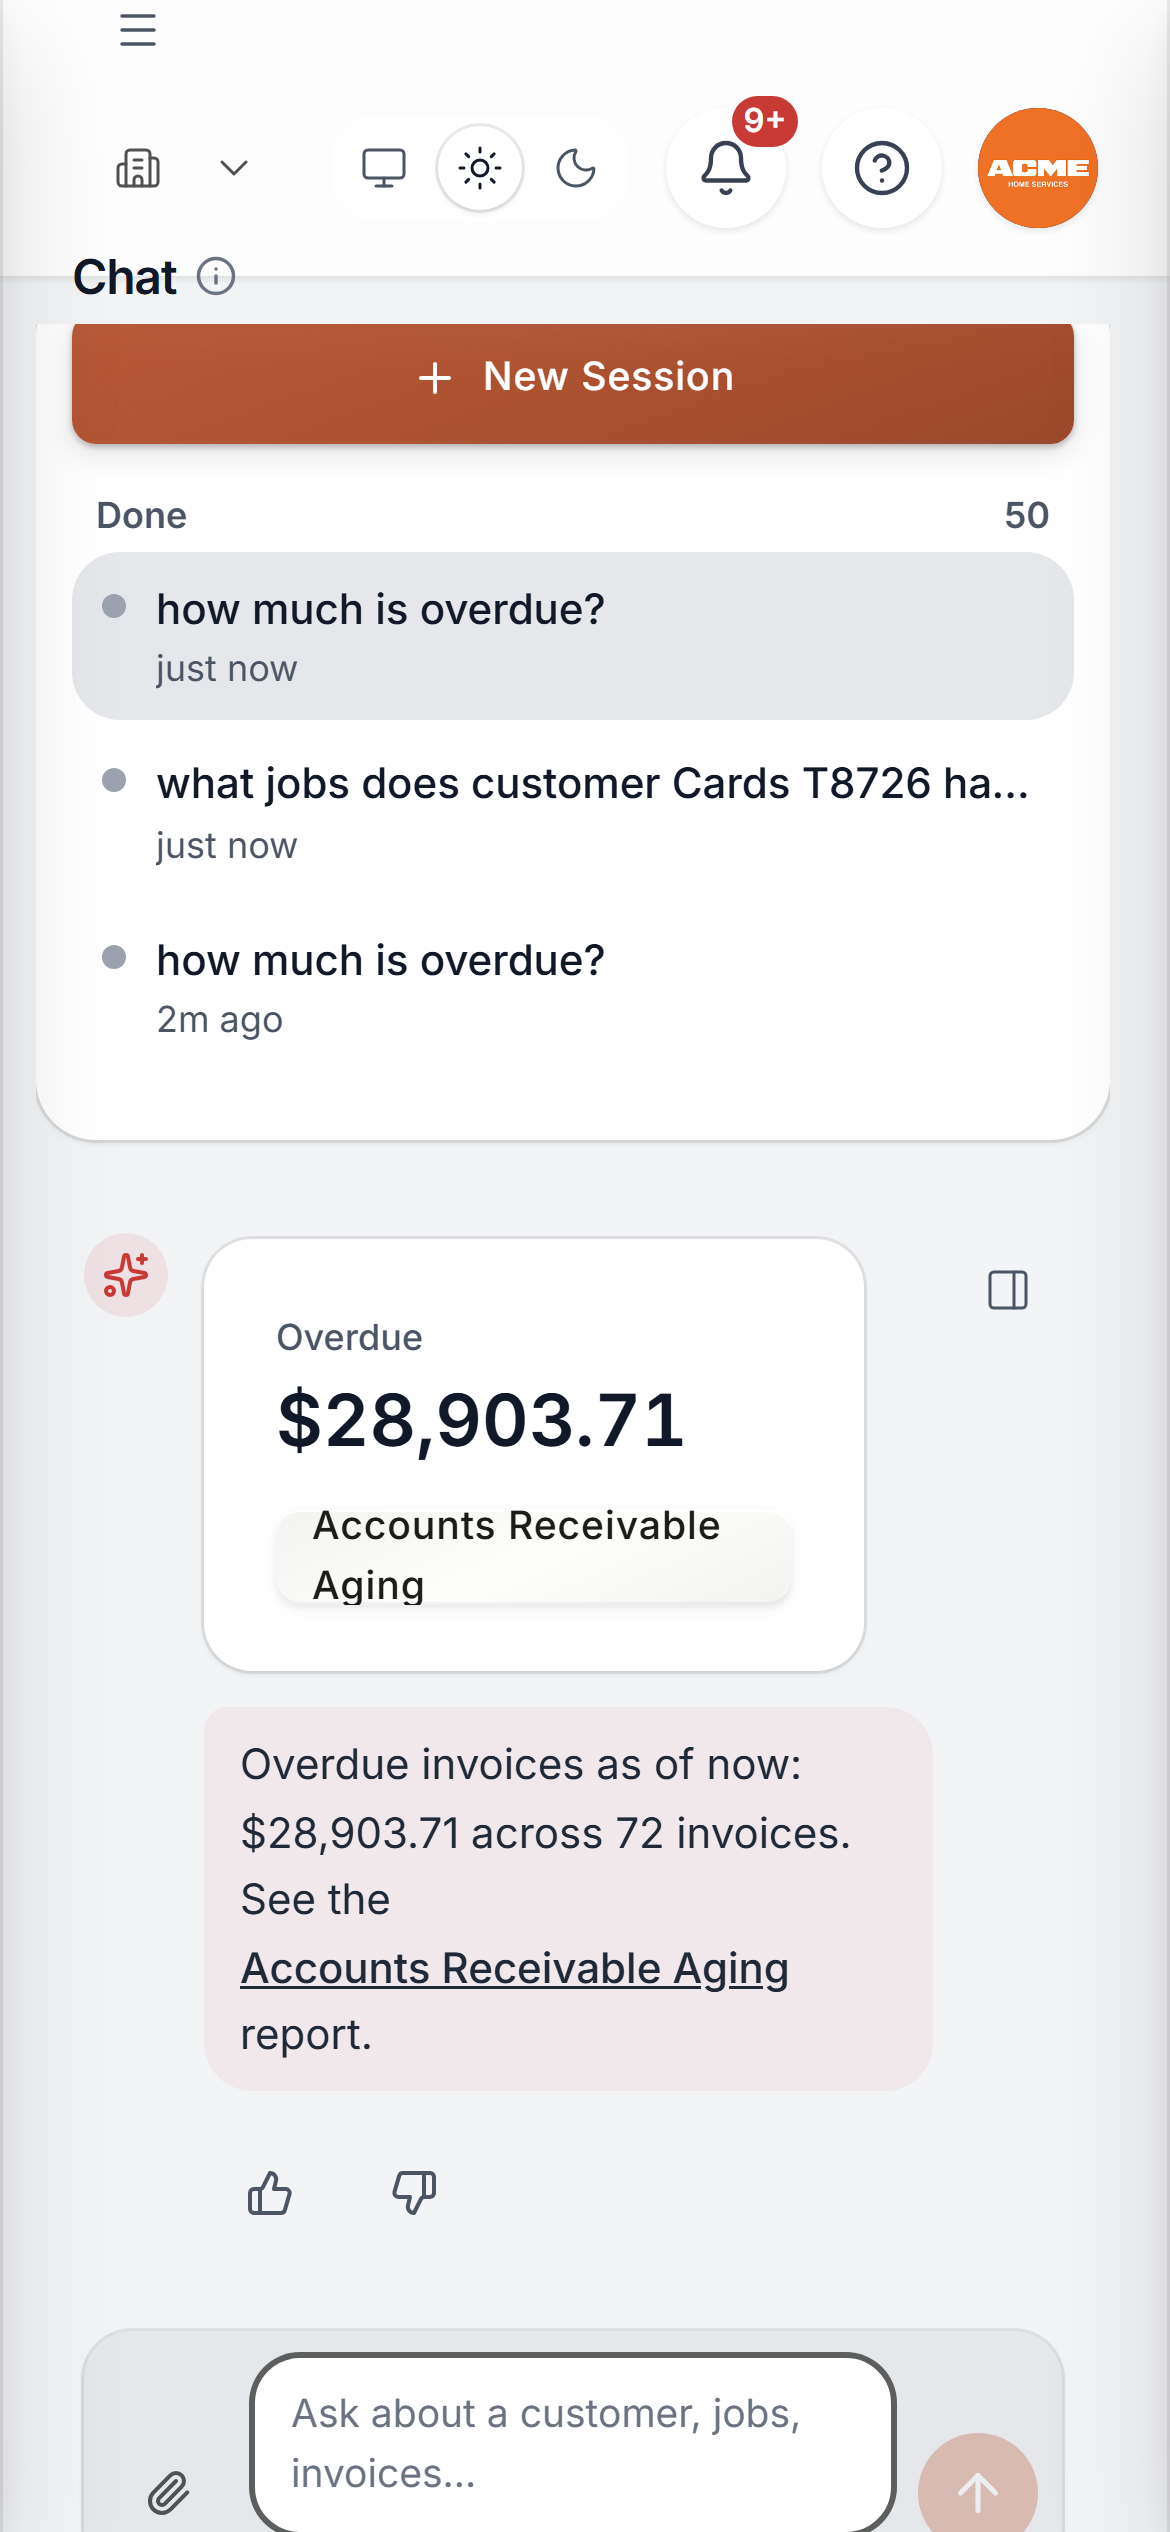 9+
ACME
HOME SERVICES
Chat
New Session
Done 50
how much is overdue?
just now
what jobs does customer Cards T8726 ha...
just now
how much is overdue?
2m ago
Overdue
$28,903.71
Accounts Receivable
Aging
Overdue invoices as of now:
$28,903.71 across 72 invoices.
See the
Accounts Receivable Aging
report.
Ask about a customer, jobs,
invoices...